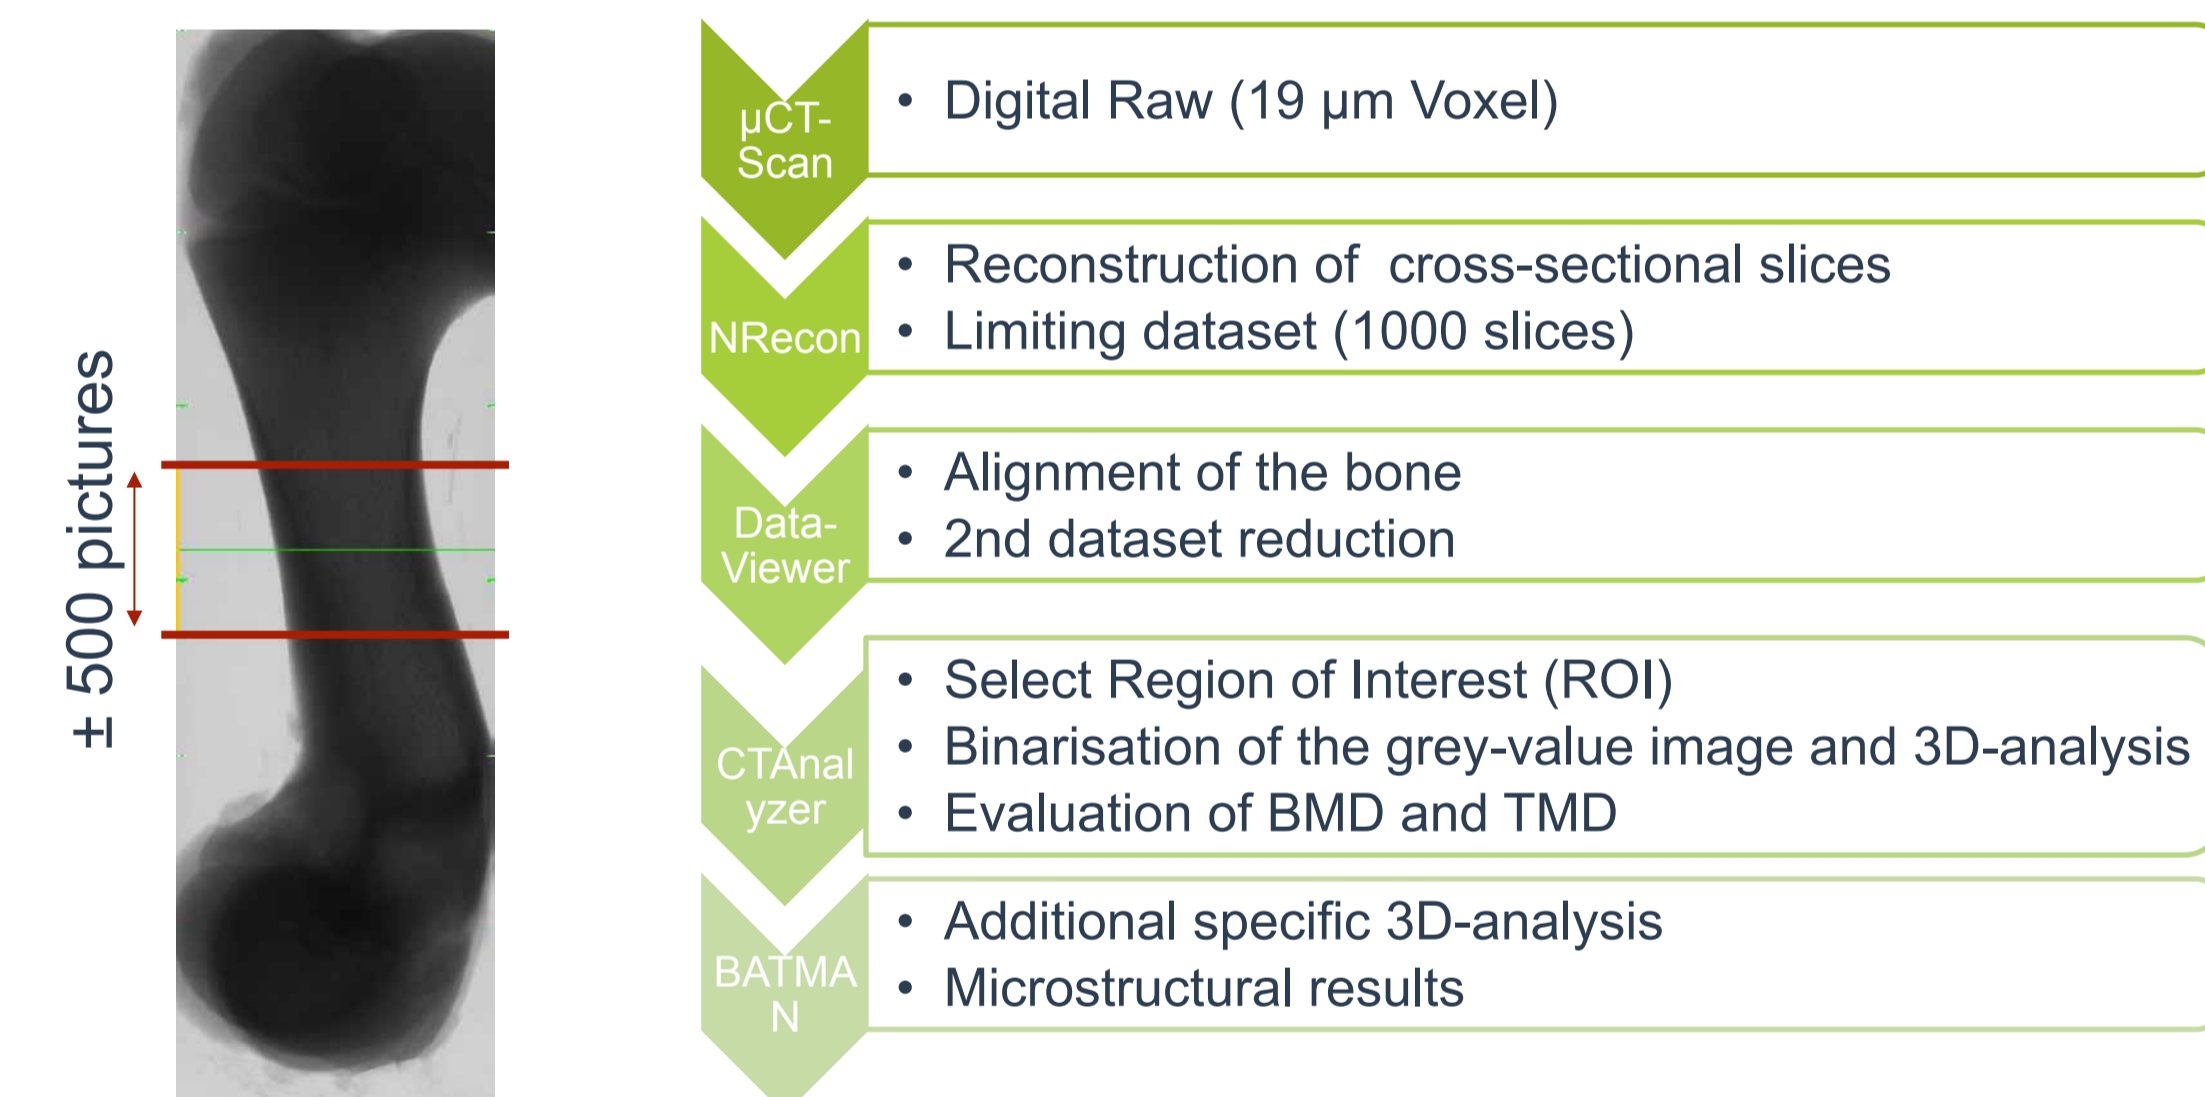 ± 500 pictures
µCT-
Scan
• Digital Raw (19 µm Voxel)
NRecon
• Reconstruction of cross-sectional slices
• Limiting dataset (1000 slices)
Data-
Viewer
• Alignment of the bone
• 2nd dataset reduction
CTAnal
yzer
• Select Region of Interest (ROI)
• Binarisation of the grey-value image and 3D-analysis
• Evaluation of BMD and TMD
BATMA
N
• Additional specific 3D-analysis
• Microstructural results